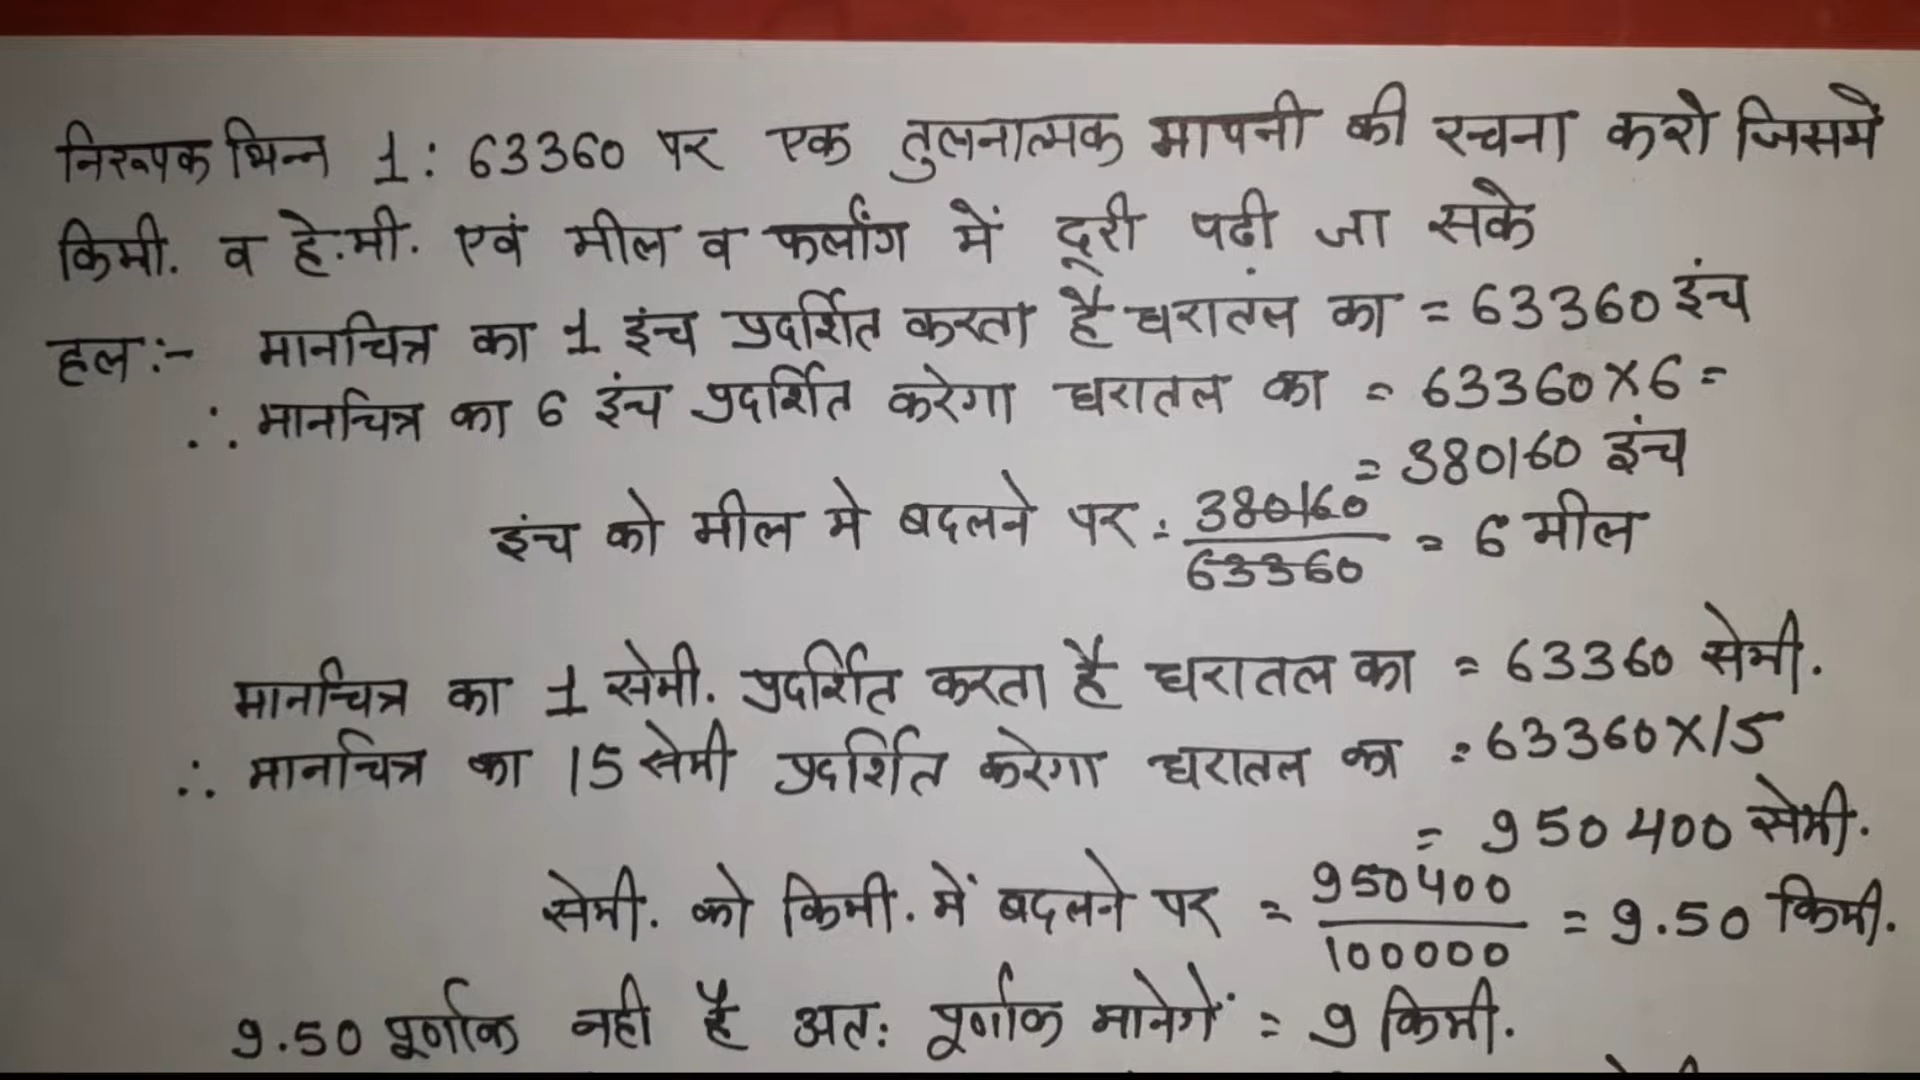 निरूपक भिन्न 1 : 63360 पर एक तुलनात्मक मापनी की रचना करो जिसमें
किमी. व हे.मी. एवं मील व फर्लांग में दूरी पढी जा सके
हल :- मानचित्र का 1 इंच प्रदर्शित करता है धरातल का = 63360 इंच
∴ मानचित्र का 6 इंच प्रदर्शित करेगा धरातल का = 63360 × 6 =
= 380160 इंच
इंच को मील मे बदलने पर = 380160 / 63360 = 6 मील
मानचित्र का 1 सेमी. प्रदर्शित करता है धरातल का = 63360 सेमी.
∴ मानचित्र का 15 सेमी प्रदर्शित करेगा धरातल का = 63360 × 15
= 950400 सेमी.
सेमी. को किमी. में बदलने पर = 950400 / 100000 = 9.50 किमी.
9.50 पूर्णांक नही है अतः पूर्णांक मानेगें = 9 किमी.